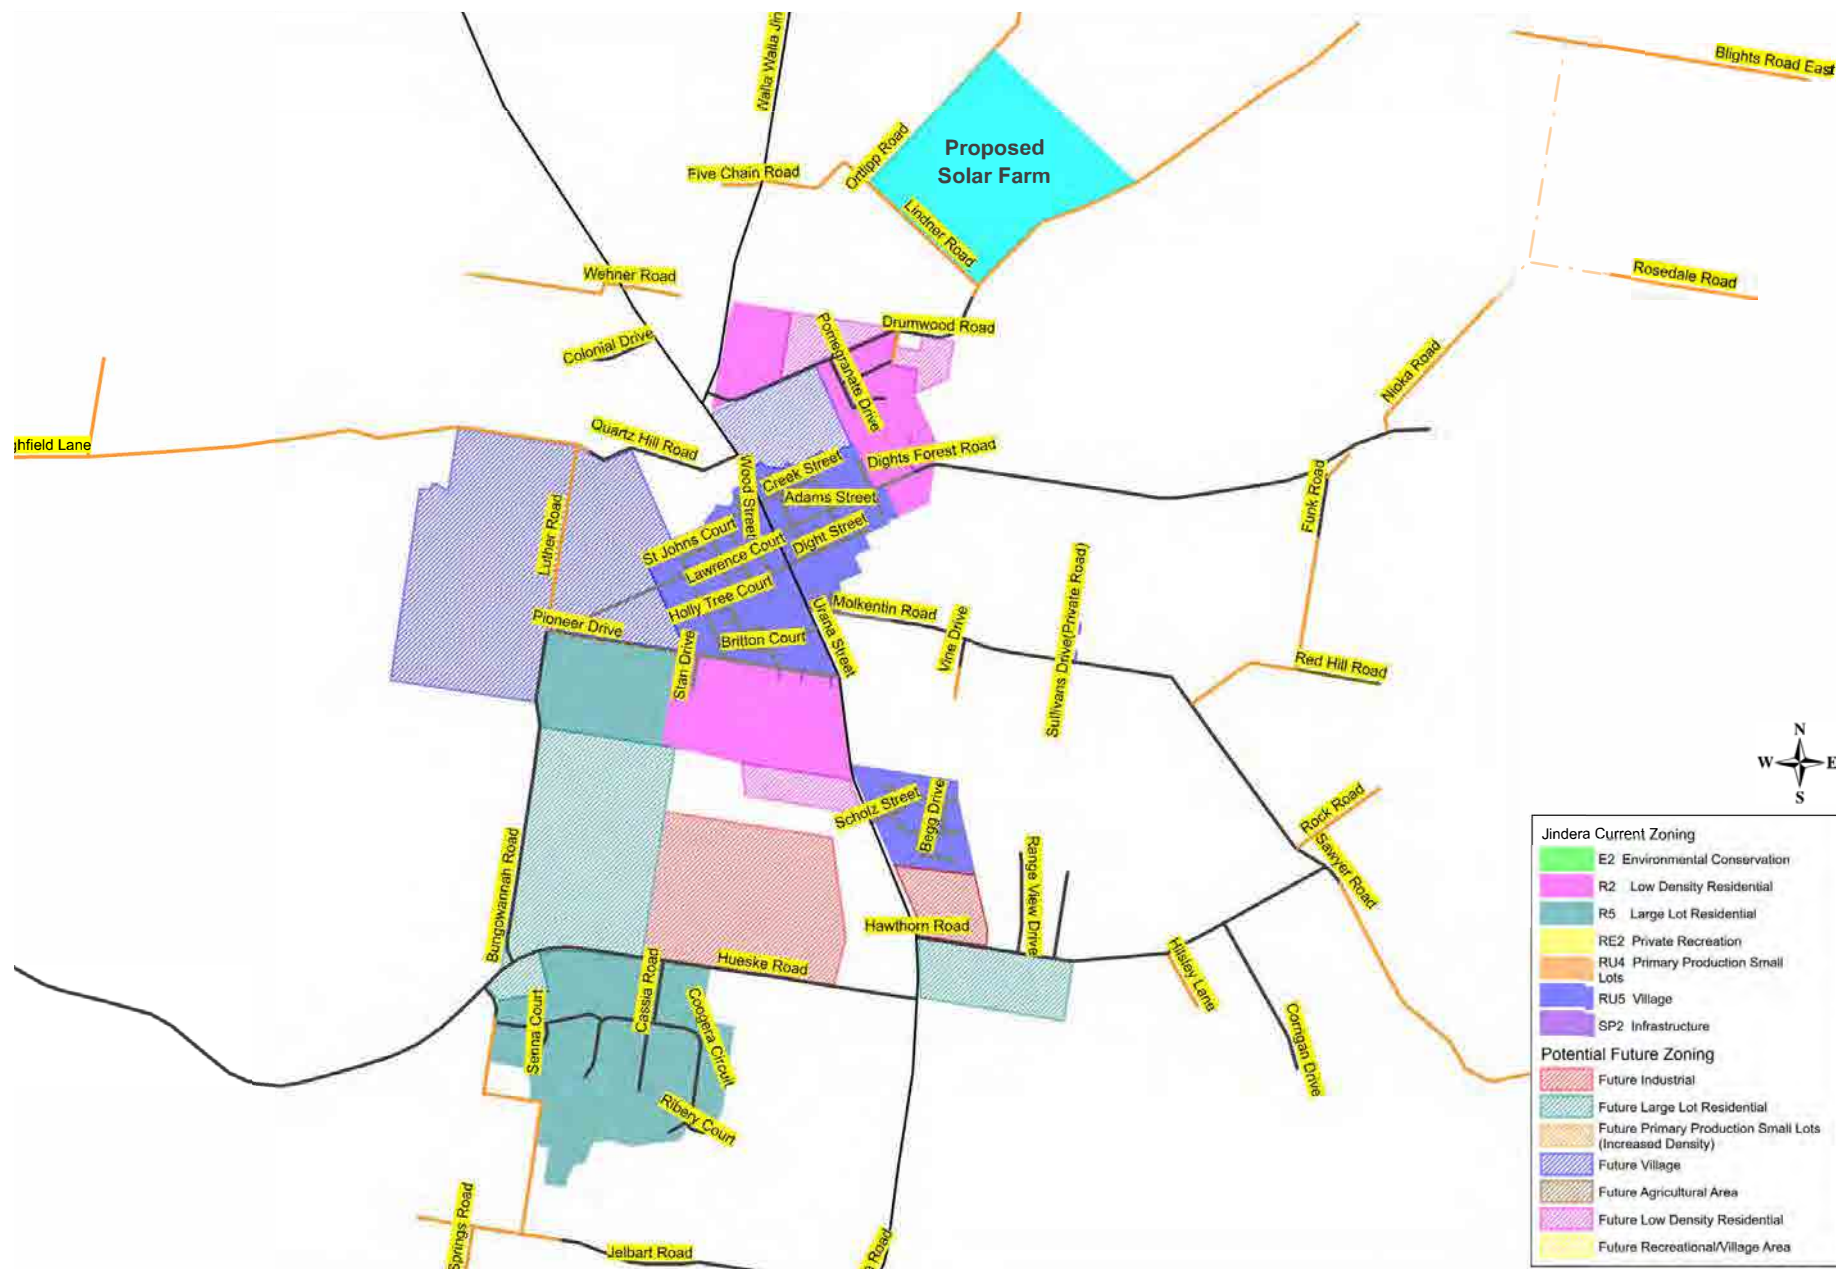 Walla Walla Jin
Blights Road East
Proposed
Solar Farm
Ortlipp Road
Five Chain Road
Lindner Road
Wehner Road
Rosedale Road
Drumwood Road
Pomegranate Drive
Colonial Drive
Nioka Road
ghfield Lane
Quartz Hill Road
Dights Forest Road
Creek Street
Wood Street
Adams Street
Funk Road
Luther Road
St Johns Court
Lawrence Court
Dight Street
Holly Tree Court
Pioneer Drive
Britton Court
Urana Street
Molkentin Road
Vine Drive
Sullivans Drive(Private Road)
Stan Drive
Red Hill Road
N
W
E
S
Scholz Street
Begg Drive
Rock Road
Sawyer Road
Bungowannah Road
Range View Drive
Hawthorn Road
Hueske Road
Cassia Road
Coogera Circuit
Senna Court
Ribery Court
Hisley Lane
Corrigan Drive
Springs Road
Jelbart Road
e Road
Jindera Current Zoning
E2 Environmental Conservation
R2 Low Density Residential
R5 Large Lot Residential
RE2 Private Recreation
RU4 Primary Production Small
Lots
RU5 Village
SP2 Infrastructure
Potential Future Zoning
Future Industrial
Future Large Lot Residential
Future Primary Production Small Lots
(Increased Density)
Future Village
Future Agricultural Area
Future Low Density Residential
Future Recreational/Village Area